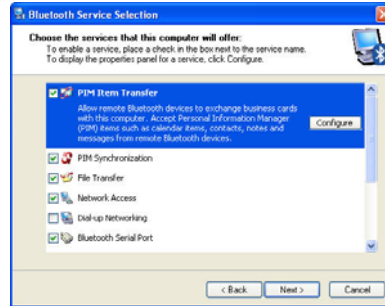 Bluetooth Service Selection
Choose the services that this computer will offer:
To enable a service, place a check in the box next to the service name.
To display the properties panel for a service, click Configure.
PIM Item Transfer
Allow remote Bluetooth devices to exchange business cards
with this computer. Accept Personal Information Manager
(PIM) items such as calendar items, contacts, notes and
messages from remote Bluetooth devices.
Configure
PIM Synchronization
File Transfer
Network Access
Dial-up Networking
Bluetooth Serial Port
< Back
Next >
Cancel